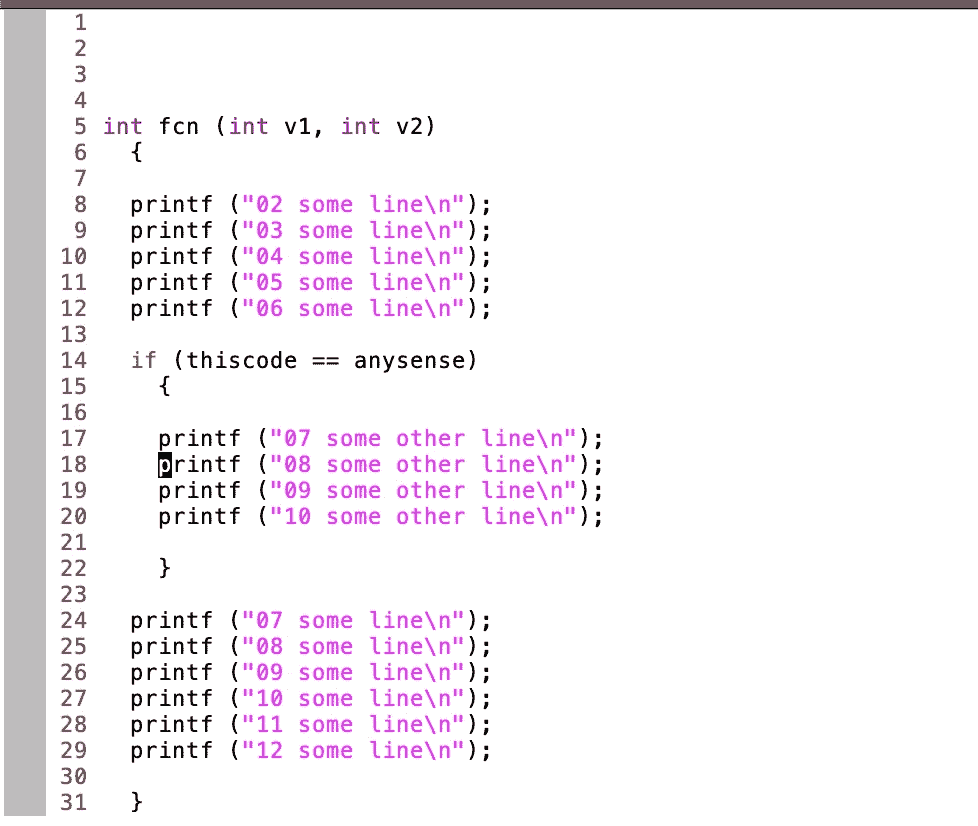 1
2
3
4
5 int fcn (int v1, int v2)
6   {
7
8   printf ("02 some line\n");
9   printf ("03 some line\n");
10   printf ("04 some line\n");
11   printf ("05 some line\n");
12   printf ("06 some line\n");
13
14   if (thiscode == anysense)
15     {
16
17     printf ("07 some other line\n");
18     printf ("08 some other line\n");
19     printf ("09 some other line\n");
20     printf ("10 some other line\n");
21
22     }
23
24   printf ("07 some line\n");
25   printf ("08 some line\n");
26   printf ("09 some line\n");
27   printf ("10 some line\n");
28   printf ("11 some line\n");
29   printf ("12 some line\n");
30
31   }